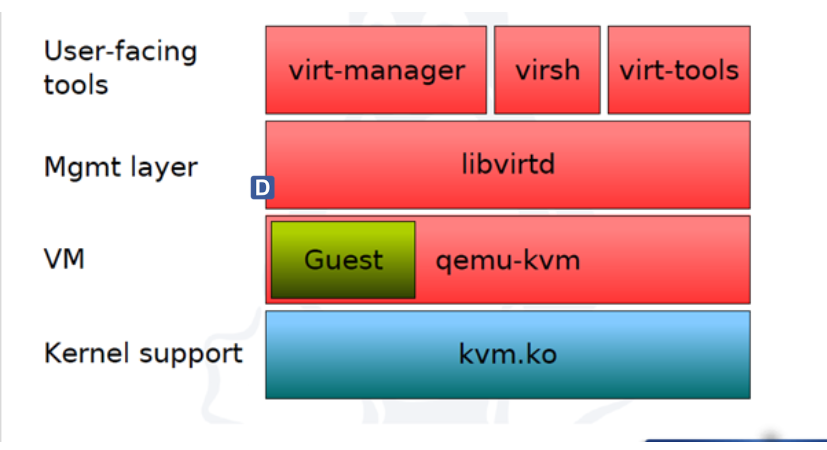 User-facing
tools
virt-manager
virsh
virt-tools
Mgmt layer
libvirtd
D
VM
Guest
qemu-kvm
Kernel support
kvm.ko